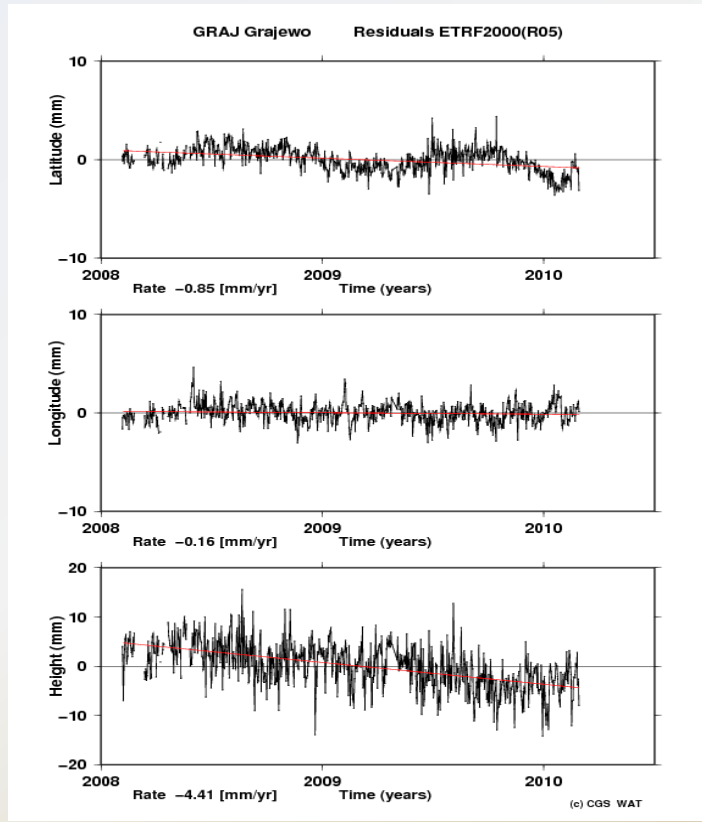 GRAJ Grajewo Residuals ETRF2000(R05)
10
Latitude (mm)
0
−10
2008 2009 2010
Rate −0.85 [mm/yr] Time (years)
10
Longitude (mm)
0
−10
2008 2009 2010
Rate −0.16 [mm/yr] Time (years)
20
10
Height (mm)
0
−10
−20
2008 2009 2010
Rate −4.41 [mm/yr] Time (years)
(c) CGS WAT